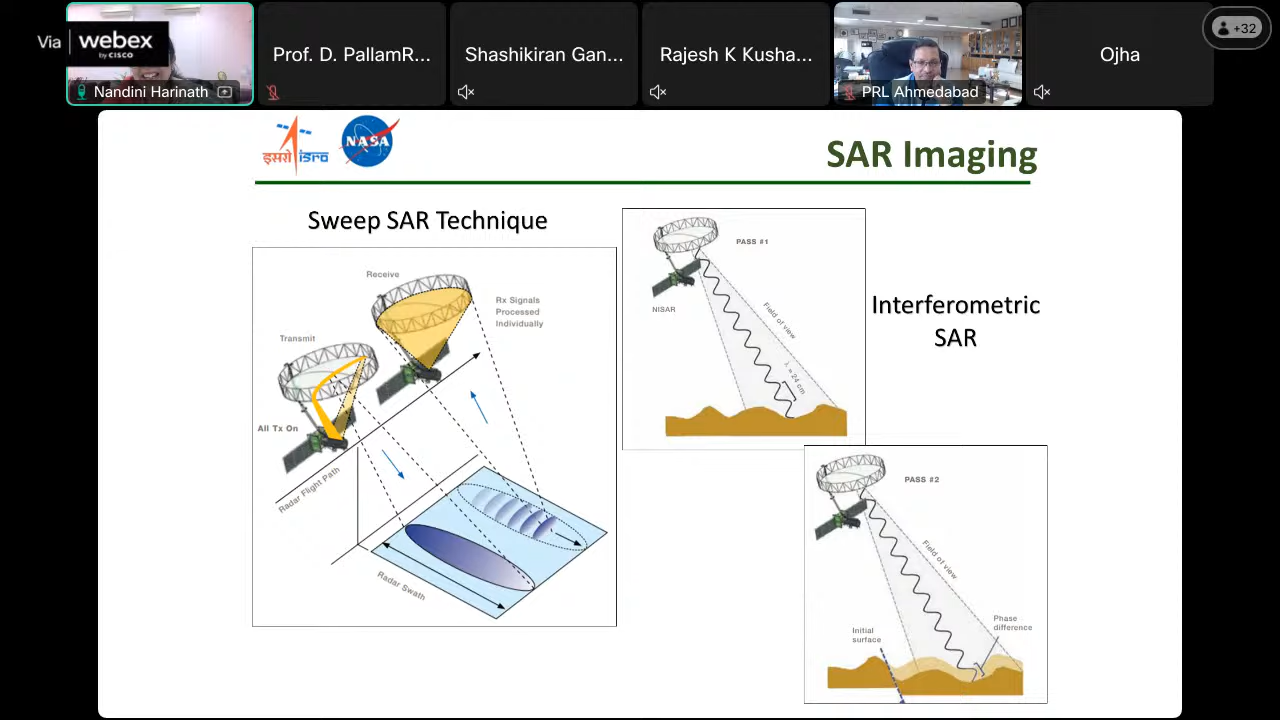 Via webex
by CISCO
Nandini Harinath
Prof. D. PallamR...
Shashikiran Gan...
Rajesh K Kusha...
PRL Ahmedabad
Ojha
+32
इसरो isro
NASA
SAR Imaging
Sweep SAR Technique
Receive
Rx Signals
Processed
Individually
Transmit
All Tx On
Radar Flight Path
Radar Swath
PASS #1
NISAR
Field of view
λ = 24 cm
Interferometric
SAR
PASS #2
Field of view
Phase
difference
Initial
surface